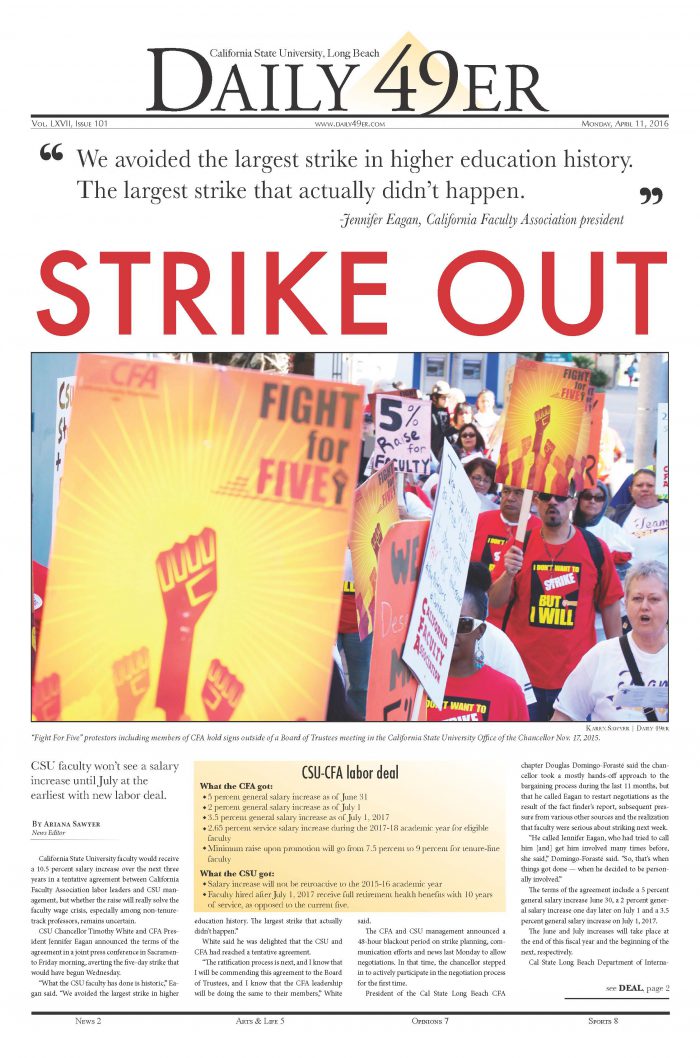 California State University, Long Beach
DAILY 49ER
VOL. LXVII, ISSUE 101
WWW.DAILY49ER.COM
MONDAY, APRIL 11, 2016
“ We avoided the largest strike in higher education history.
The largest strike that actually didn’t happen. ”
-Jennifer Eagan, California Faculty Association president
STRIKE OUT
CFA
FIGHT
for
FIVE!
5%
Raise
for
FACULTY
FIGHT
for
FIVE!
WE
CALIFORNIA
FACULTY
ASSOCIATION
I DON'T WANT TO
STRIKE
BUT
I WILL
Team
I DON'T WANT TO
KAREN SAWYER | DAILY 49ER
“Fight For Five” protestors including members of CFA hold signs outside of a Board of Trustees meeting in the California State University Office of the Chancellor Nov. 17, 2015.
CSU faculty won’t see a salary
increase until July at the
earliest with new labor deal.
BY ARIANA SAWYER
News Editor
California State University faculty would receive
a 10.5 percent salary increase over the next three
years in a tentative agreement between California
Faculty Association labor leaders and CSU man-
agement, but whether the raise will really solve the
faculty wage crisis, especially among non-tenure-
track professors, remains uncertain.
CSU Chancellor Timothy White and CFA Pres-
ident Jennifer Eagan announced the terms of the
agreement in a joint press conference in Sacramen-
to Friday morning, averting the five-day strike that
would have begun Wednesday.
“What the CSU faculty has done is historic,” Ea-
gan said. “We avoided the largest strike in higher
CSU-CFA labor deal
What the CFA got:
5 percent general salary increase as of June 31
2 percent general salary increase as of July 1
3.5 percent general salary increase as of July 1, 2017
2.65 percent service salary increase during the 2017-18 academic year for eligible
faculty
Minimum raise upon promotion will go from 7.5 percent to 9 percent for tenure-line
faculty
What the CSU got:
Salary increase will not be retroactive to the 2015-16 academic year
Faculty hired after July 1, 2017 receive full retirement health benefits with 10 years
of service, as opposed to the current five.
education history. The largest strike that actually
didn’t happen.”
White said he was delighted that the CSU and
CFA had reached a tentative agreement.
“The ratification process is next, and I know that
I will be commending this agreement to the Board
of Trustees, and I know that the CFA leadership
will be doing the same to their members,” White
said.
The CFA and CSU management announced a
48-hour blackout period on strike planning, com-
munication efforts and news last Monday to allow
negotiations. In that time, the chancellor stepped
in to actively participate in the negotiation process
for the first time.
President of the Cal State Long Beach CFA
chapter Douglas Domingo-Forasté said the chan-
cellor took a mostly hands-off approach to the
bargaining process during the last 11 months, but
that he called Eagan to restart negotiations as the
result of the fact finder’s report, subsequent pres-
sure from various other sources and the realization
that faculty were serious about striking next week.
“He called Jennifer Eagan, who had tried to call
him [and] get him involved many times before,
she said,” Domingo-Forasté said. “So, that’s when
things got done — when he decided to be person-
ally involved.”
The terms of the agreement include a 5 percent
general salary increase June 30, a 2 percent gener-
al salary increase one day later on July 1 and a 3.5
percent general salary increase on July 1, 2017.
The June and July increases will take place at
the end of this fiscal year and the beginning of the
next, respectively.
Cal State Long Beach Department of Interna-
see DEAL, page 2
NEWS 2
ARTS & LIFE 5
OPINIONS 7
SPORTS 8